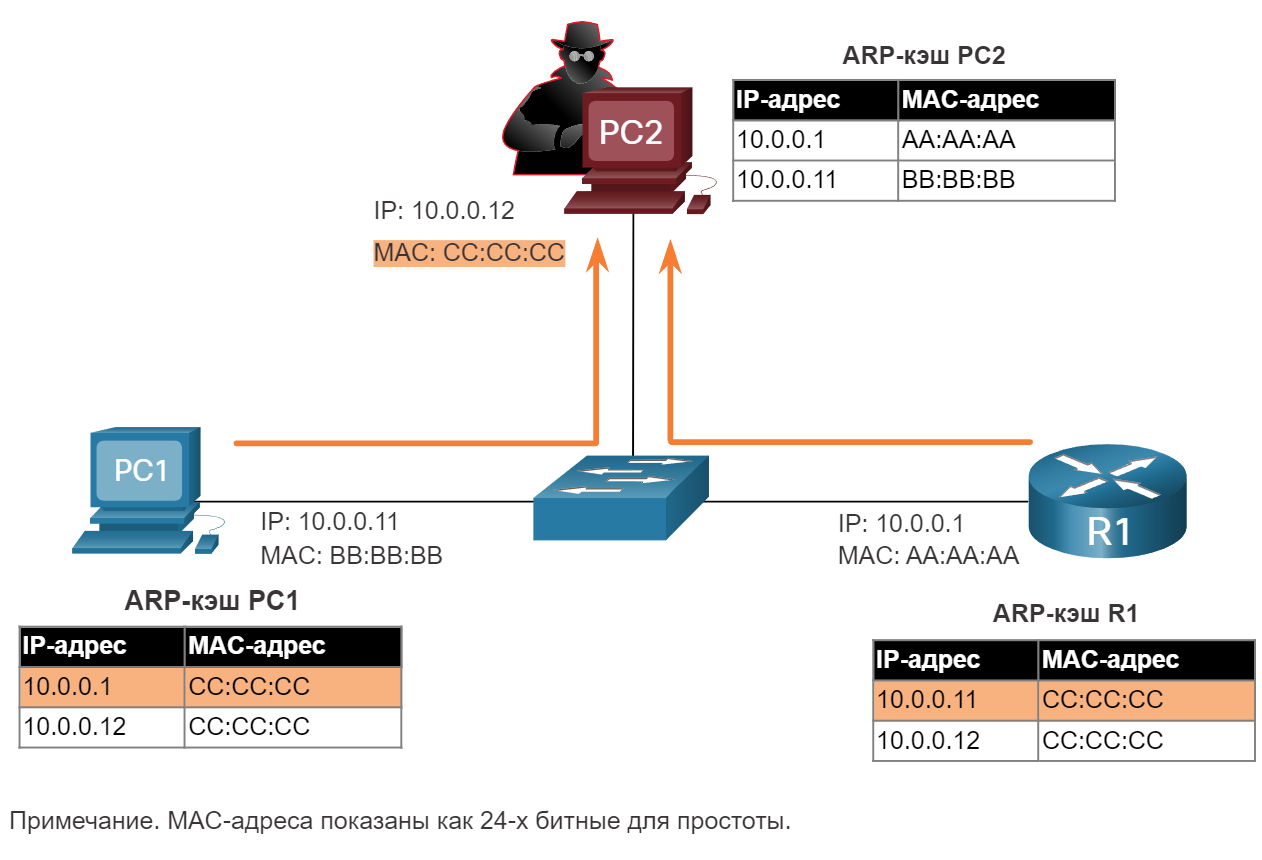 ARP-кэш PC2
IP-адрес MAC-адрес
10.0.0.1 AA:AA:AA
10.0.0.11 BB:BB:BB
PC2
IP: 10.0.0.12
MAC: CC:CC:CC
PC1
IP: 10.0.0.11
MAC: BB:BB:BB
IP: 10.0.0.1
MAC: AA:AA:AA
R1
ARP-кэш PC1
IP-адрес MAC-адрес
10.0.0.1 CC:CC:CC
10.0.0.12 CC:CC:CC
ARP-кэш R1
IP-адрес MAC-адрес
10.0.0.11 CC:CC:CC
10.0.0.12 CC:CC:CC
Примечание. MAC-адреса показаны как 24-х битные для простоты.